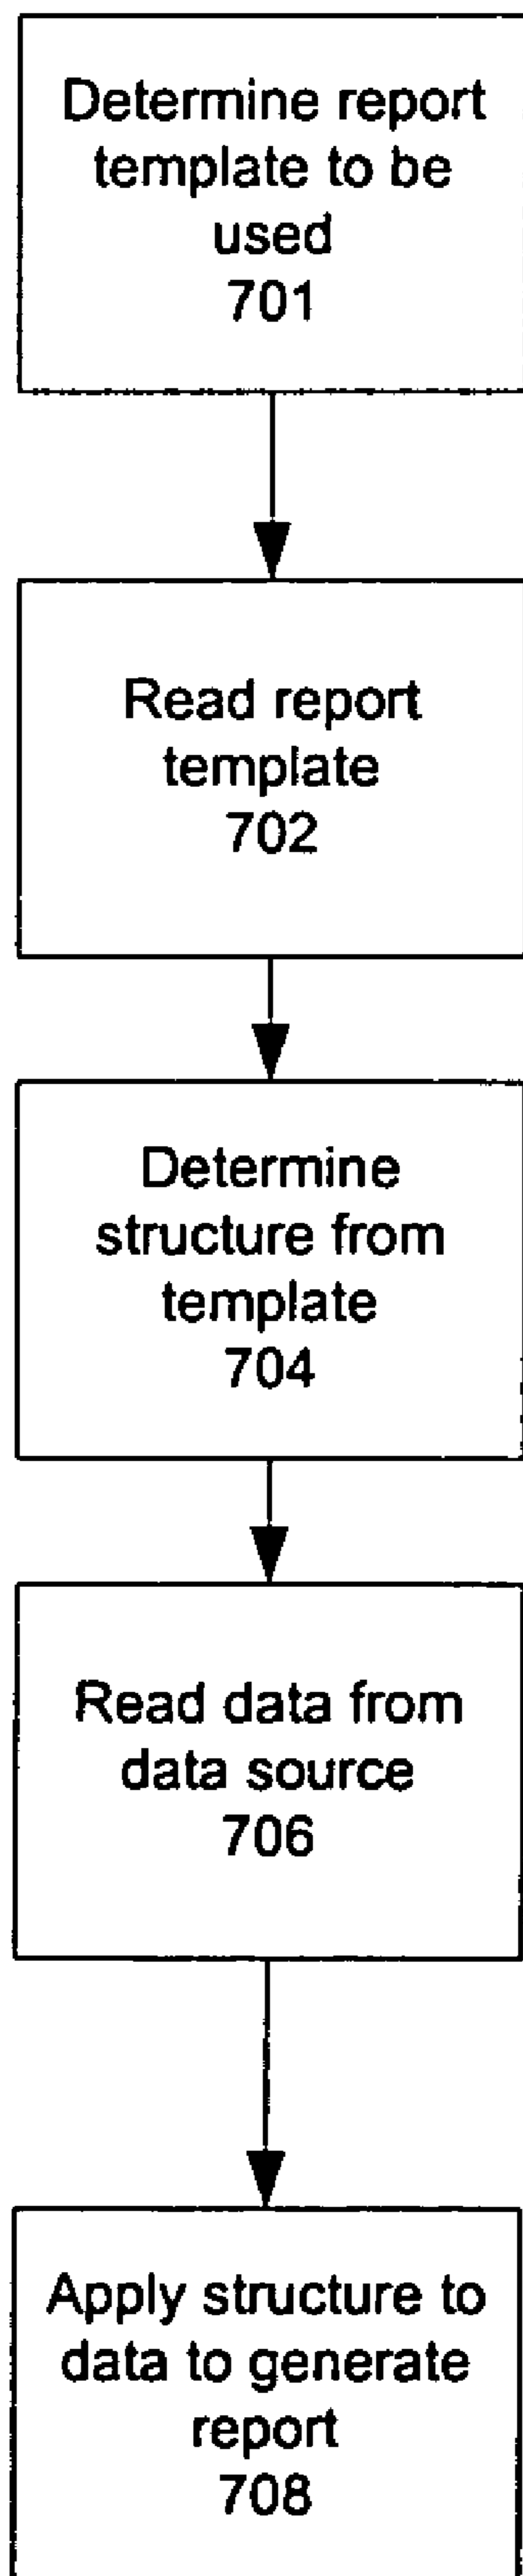 Determine report
template to be
used
701
Read report
template
702
Determine
structure from
template
704
Read data from
data source
706
Apply structure to
data to generate
report
708